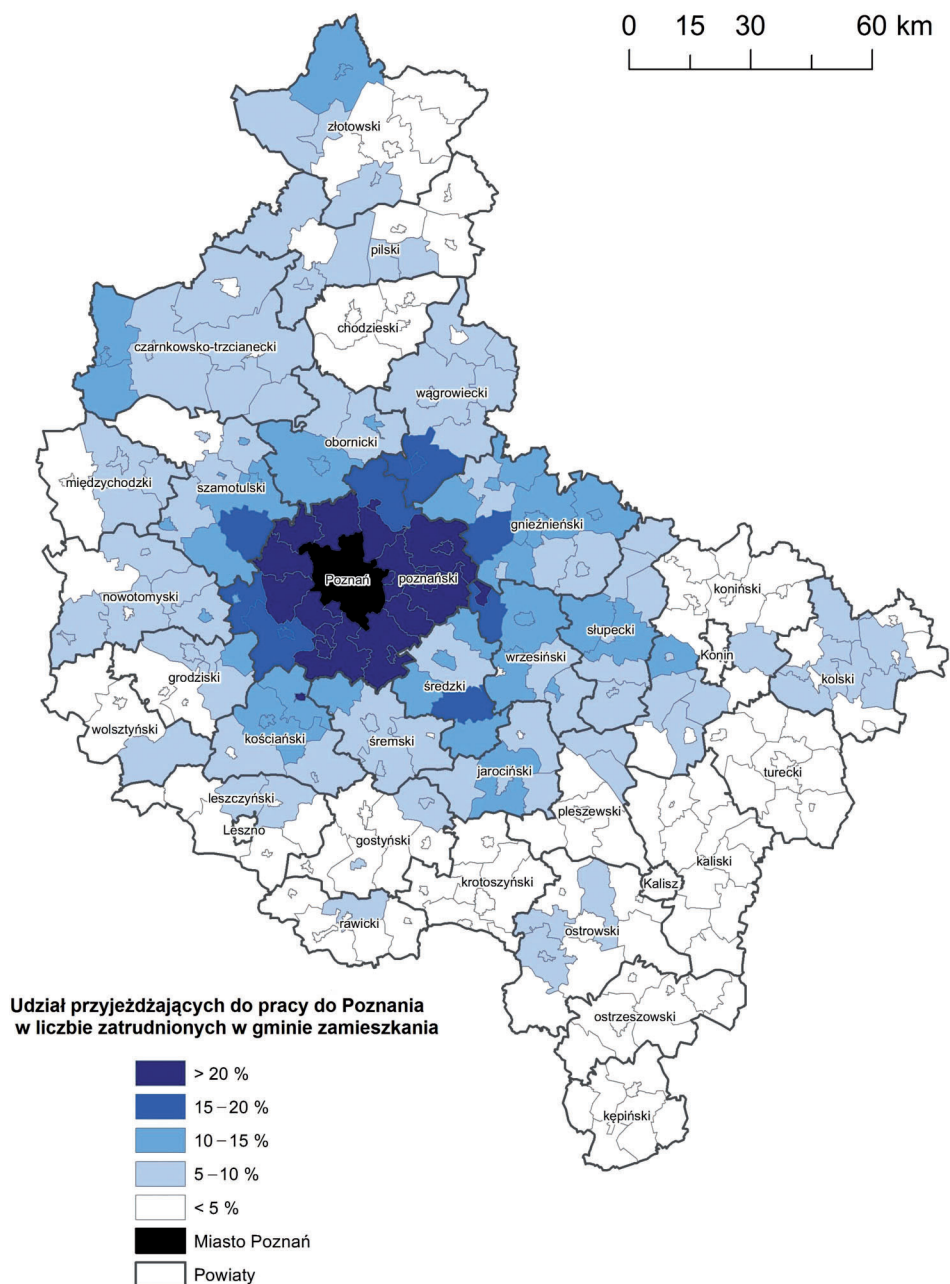 0 15 30 60 km
złotowski
pilski
chodzieski
czarnkowsko-trzcianecki
wągrowiecki
obornicki
międzychodzki
szamotulski
gnieźnieński
Poznań
poznański
koniński
nowotomyski
słupecki
Konin
wrzesiński
kolski
grodziski
średzki
wolsztyński
kościański
śremski
jarociński
turecki
leszczyński
pleszewski
Leszno
gostyński
kaliski
krotoszyński
Kalisz
rawicki
ostrowski
ostrzeszowski
kępiński
Udział przyjeżdżających do pracy do Poznania
w liczbie zatrudnionych w gminie zamieszkania
> 20 %
15 – 20 %
10 – 15 %
5 – 10 %
< 5 %
Miasto Poznań
Powiaty